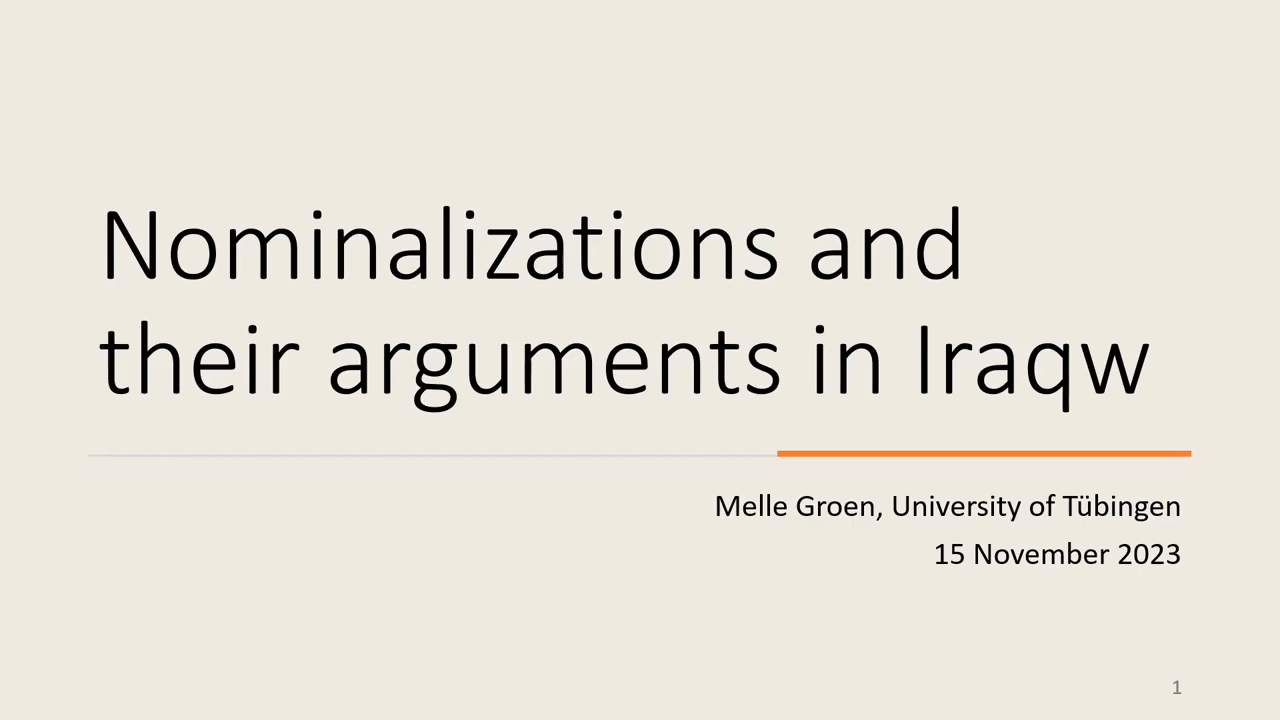 Nominalizations and
their arguments in Iraqw
Melle Groen, University of Tübingen
15 November 2023
1